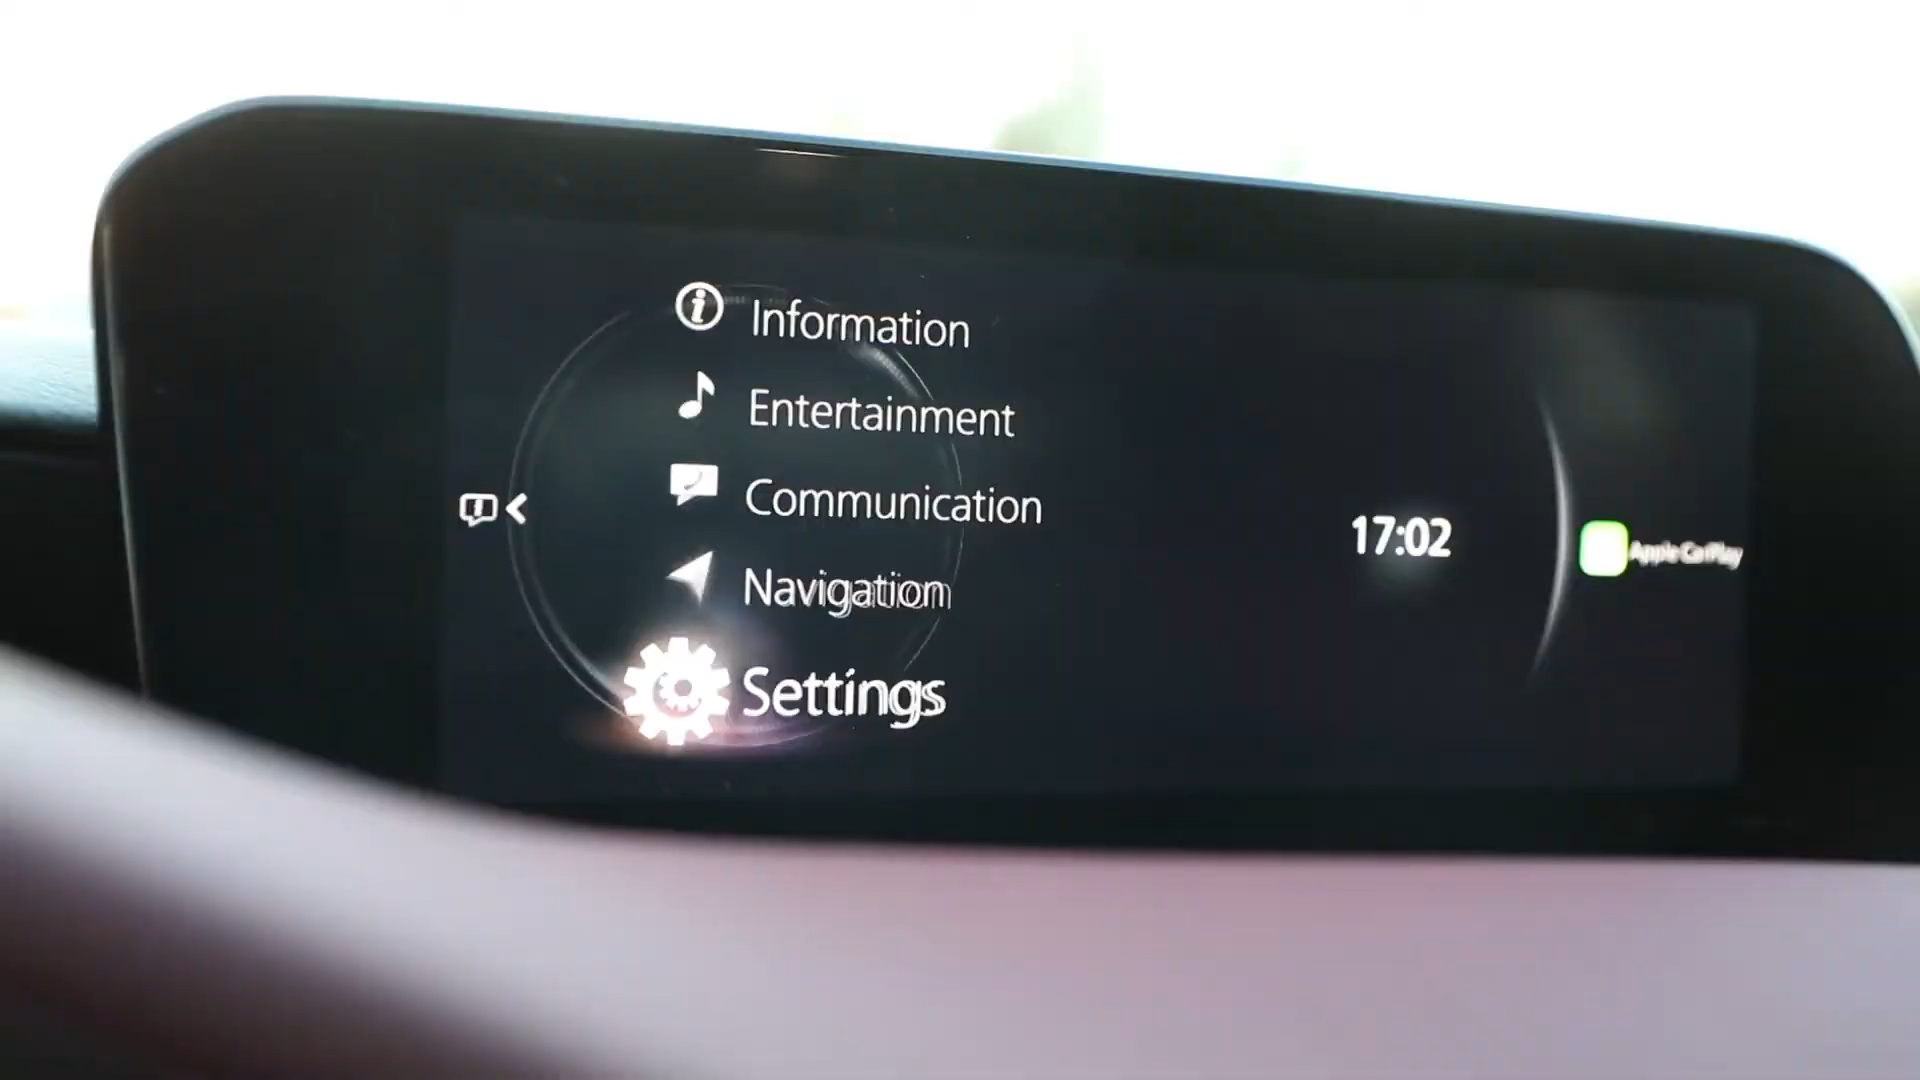 Information
Entertainment
Communication
Navigation
Settings
17:02
Apple CarPlay